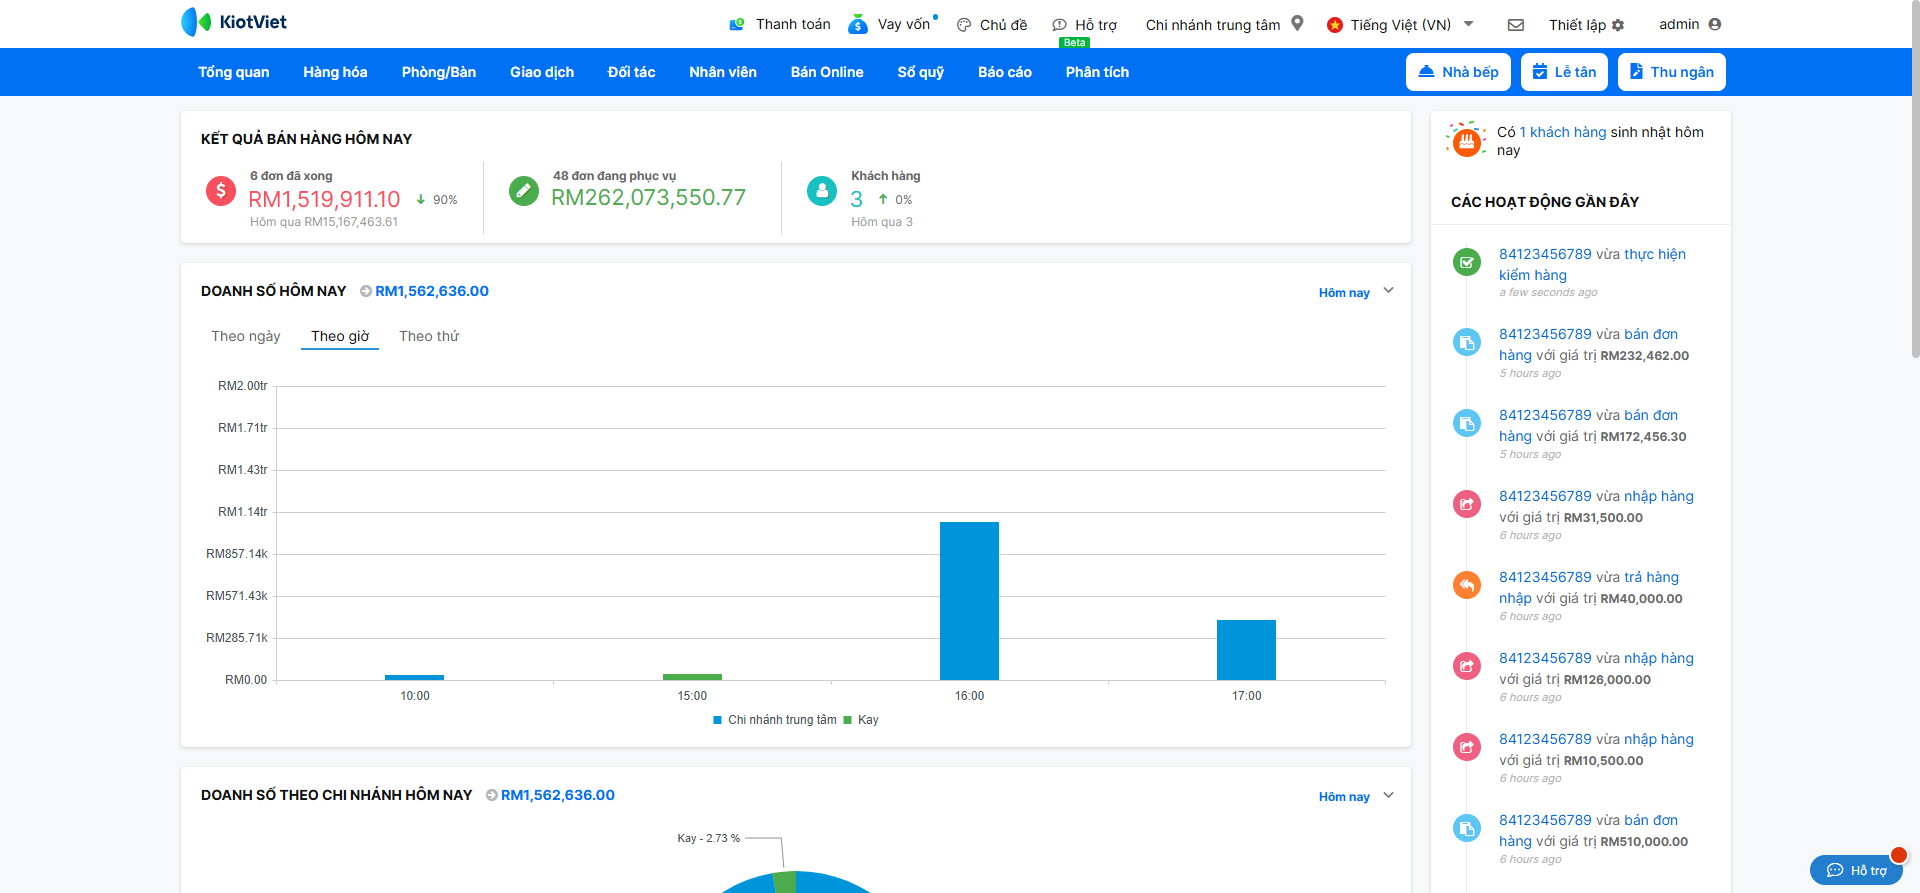 KiotViet
Thanh toán
Vay vốn
Chủ đề
Hỗ trợ
Beta
Chi nhánh trung tâm
Tiếng Việt (VN)
Thiết lập
admin
Tổng quan
Hàng hóa
Phòng/Bàn
Giao dịch
Đối tác
Nhân viên
Bán Online
Sổ quỹ
Báo cáo
Phân tích
Nhà bếp
Lễ tân
Thu ngân
KẾT QUẢ BÁN HÀNG HÔM NAY
6 đơn đã xong
RM1,519,911.10
90%
Hôm qua RM15,167,463.61
48 đơn đang phục vụ
RM262,073,550.77
Khách hàng
3
0%
Hôm qua 3
DOANH SỐ HÔM NAY
RM1,562,636.00
Hôm nay
Theo ngày
Theo giờ
Theo thứ
RM2.00tr
RM1.71tr
RM1.43tr
RM1.14tr
RM857.14k
RM571.43k
RM285.71k
RM0.00
10:00
15:00
16:00
17:00
Chi nhánh trung tâm
Kay
DOANH SỐ THEO CHI NHÁNH HÔM NAY
RM1,562,636.00
Hôm nay
Kay - 2.73 %
Có 1 khách hàng sinh nhật hôm
nay
CÁC HOẠT ĐỘNG GẦN ĐÂY
84123456789 vừa thực hiện
kiểm hàng
a few seconds ago
84123456789 vừa bán đơn
hàng với giá trị RM232,462.00
5 hours ago
84123456789 vừa bán đơn
hàng với giá trị RM172,456.30
5 hours ago
84123456789 vừa nhập hàng
với giá trị RM31,500.00
6 hours ago
84123456789 vừa trả hàng
nhập với giá trị RM40,000.00
6 hours ago
84123456789 vừa nhập hàng
với giá trị RM126,000.00
6 hours ago
84123456789 vừa nhập hàng
với giá trị RM10,500.00
6 hours ago
84123456789 vừa bán đơn
hàng với giá trị RM510,000.00
6 hours ago
Hỗ trợ